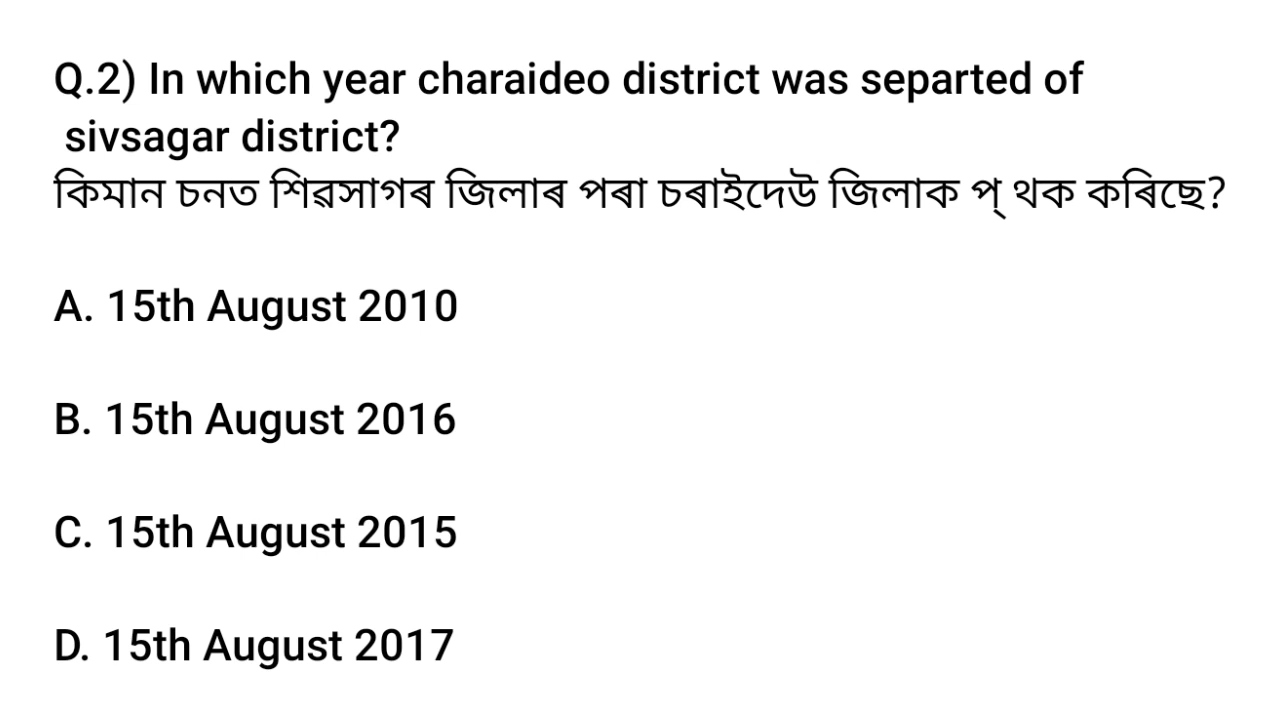 Q.2) In which year charaideo district was separted of
sivsagar district?
কিমান চনত শিৱসাগৰ জিলাৰ পৰা চৰাইদেউ জিলাক প্ থক কৰিছে?
A. 15th August 2010
B. 15th August 2016
C. 15th August 2015
D. 15th August 2017